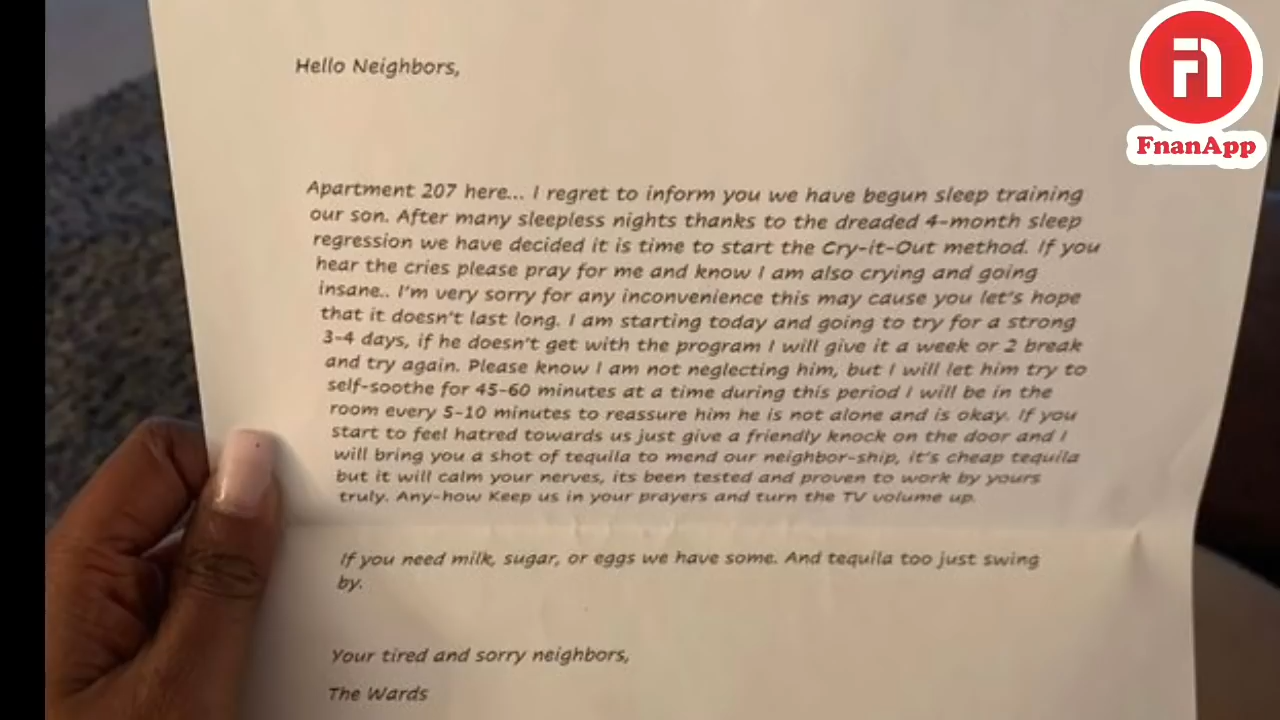 Hello Neighbors,
Apartment 207 here... I regret to inform you we have begun sleep training
our son. After many sleepless nights thanks to the dreaded 4-month sleep
regression we have decided it is time to start the Cry-it-Out method. If you
hear the cries please pray for me and know I am also crying and going
insane.. I'm very sorry for any inconvenience this may cause you let's hope
that it doesn't last long. I am starting today and going to try for a strong
3-4 days, if he doesn't get with the program I will give it a week or 2 break
and try again. Please know I am not neglecting him, but I will let him try to
self-soothe for 45-60 minutes at a time during this period I will be in the
room every 5-10 minutes to reassure him he is not alone and is okay. If you
start to feel hatred towards us just give a friendly knock on the door and I
will bring you a shot of tequila to mend our neighbor-ship, it's cheap tequila
but it will calm your nerves, its been tested and proven to work by yours
truly. Any-how Keep us in your prayers and turn the TV volume up.
If you need milk, sugar, or eggs we have some. And tequila too just swing
by.
Your tired and sorry neighbors,
The Wards
FnanApp